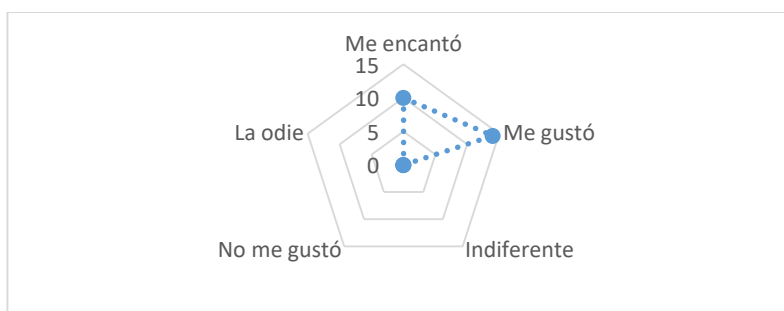 Me encantó
15
10
5
0
La odie
Me gustó
No me gustó
Indiferente